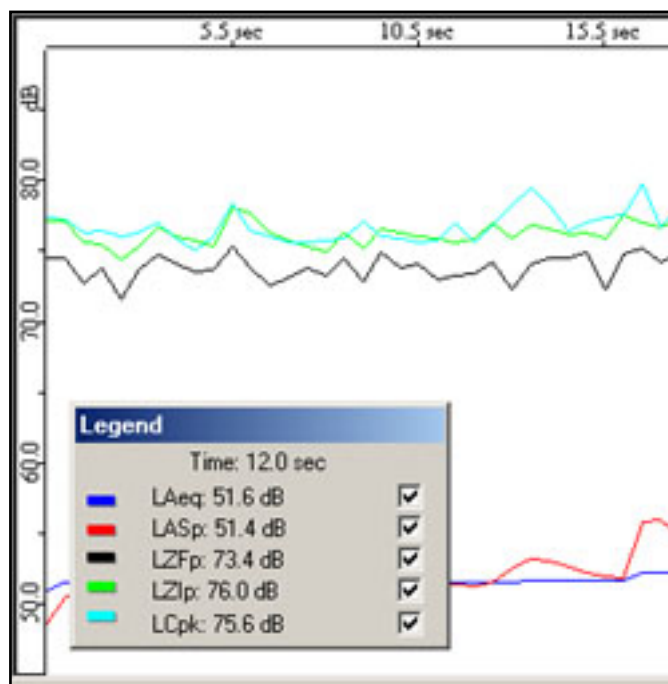 5.5 sec 10.5 sec 15.5 sec
dB
80.0
70.0
60.0
50.0
Legend
Time: 12.0 sec
LAeq: 51.6 dB
LASp: 51.4 dB
LZFp: 73.4 dB
LZIp: 76.0 dB
LCpk: 75.6 dB